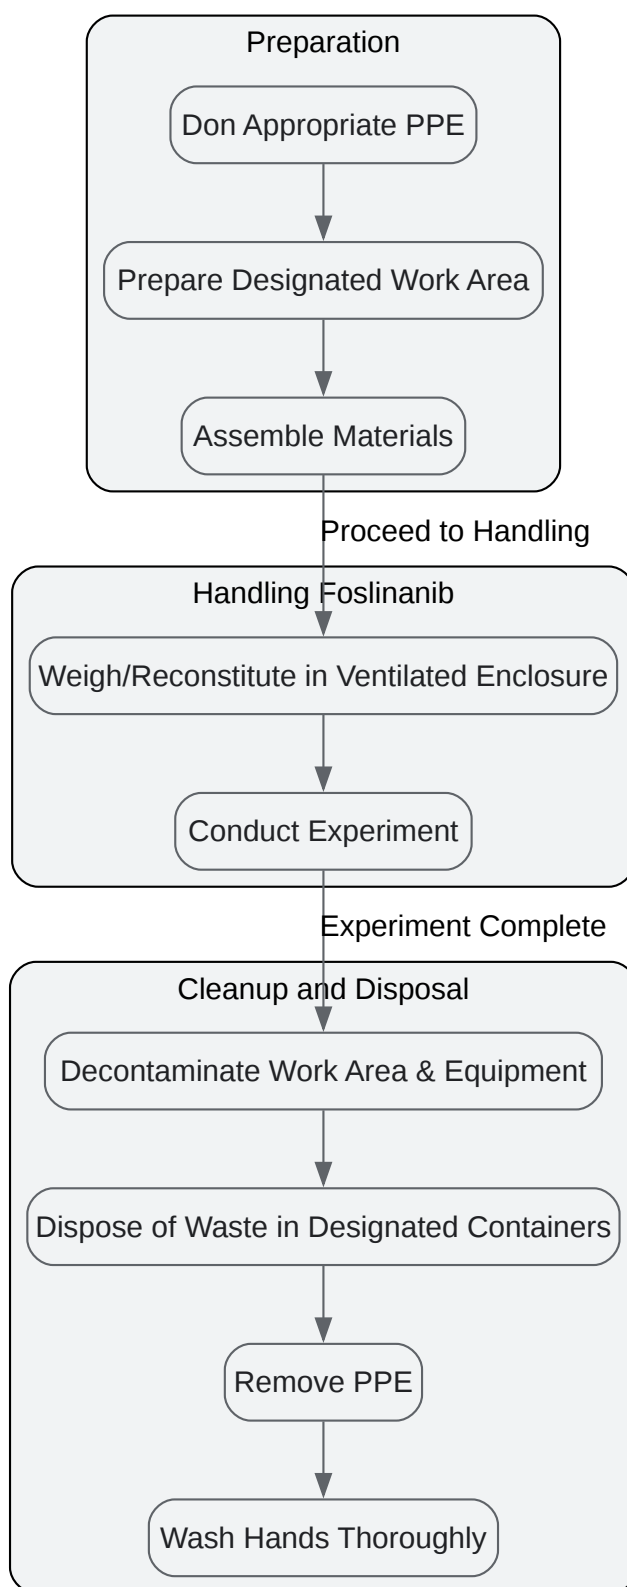 Preparation
Don Appropriate PPE
Prepare Designated Work Area
Assemble Materials
Proceed to Handling
Handling Foslinanib
Weigh/Reconstitute in Ventilated Enclosure
Conduct Experiment
Experiment Complete
Cleanup and Disposal
Decontaminate Work Area & Equipment
Dispose of Waste in Designated Containers
Remove PPE
Wash Hands Thoroughly